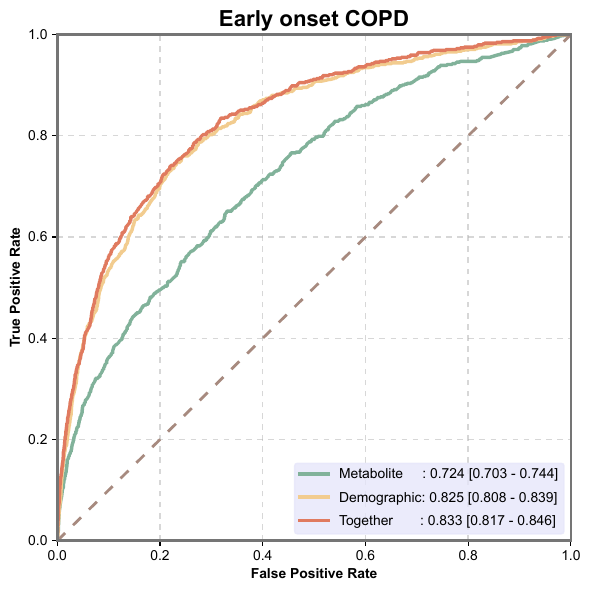 Early onset COPD
1.0
0.8
0.6
0.4
0.2
0.0
True Positive Rate
Metabolite : 0.724 [0.703 - 0.744]
Demographic: 0.825 [0.808 - 0.839]
Together : 0.833 [0.817 - 0.846]
0.0 0.2 0.4 0.6 0.8 1.0
False Positive Rate